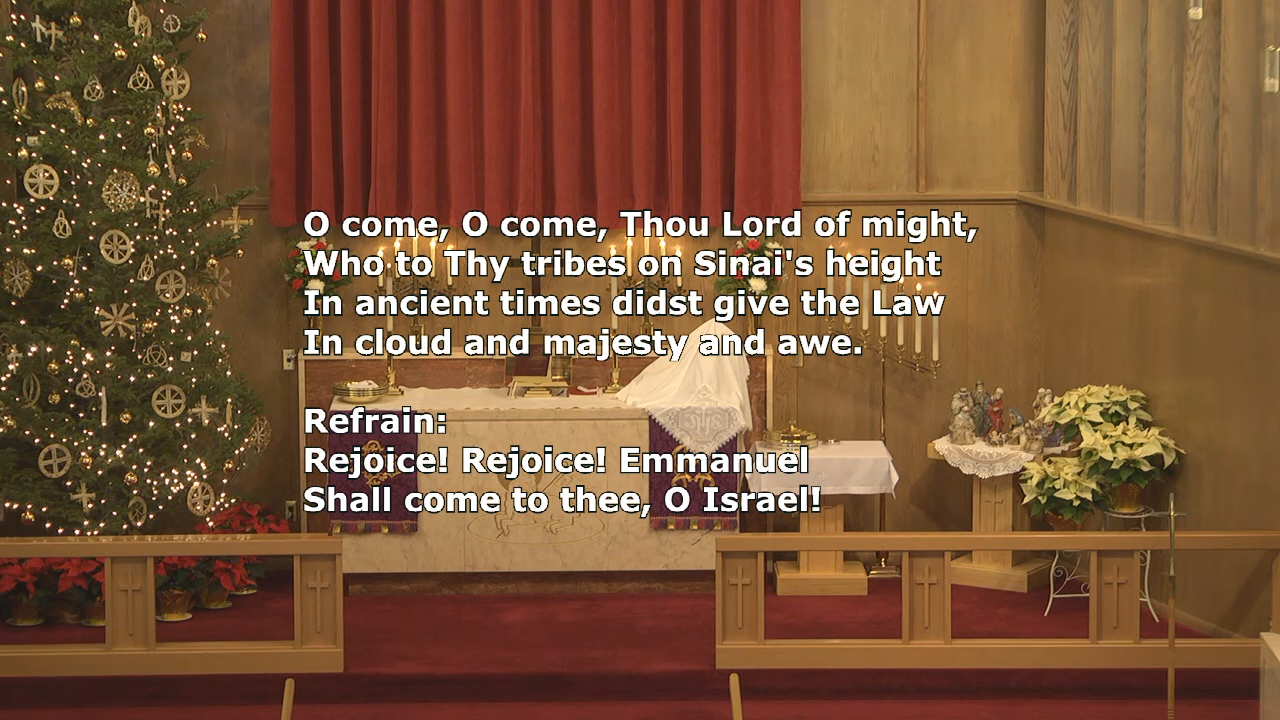 O come, O come, Thou Lord of might,
Who to Thy tribes on Sinai's height
In ancient times didst give the Law
In cloud and majesty and awe.
Refrain:
Rejoice! Rejoice! Emmanuel
Shall come to thee, O Israel!